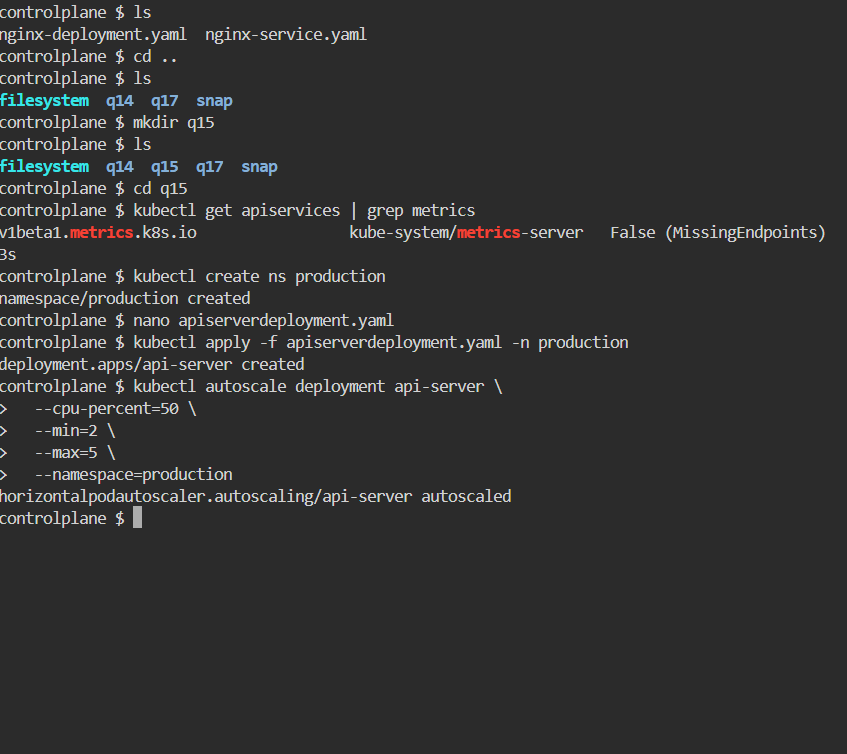 controlplane $ ls
nginx-deployment.yaml  nginx-service.yaml
controlplane $ cd ..
controlplane $ ls
filesystem  q14  q17  snap
controlplane $ mkdir q15
controlplane $ ls
filesystem  q14  q15  q17  snap
controlplane $ cd q15
controlplane $ kubectl get apiservices | grep metrics
v1beta1.metrics.k8s.io                 kube-system/metrics-server   False (MissingEndpoints)
3s
controlplane $ kubectl create ns production
namespace/production created
controlplane $ nano apiserverdeployment.yaml
controlplane $ kubectl apply -f apiserverdeployment.yaml -n production
deployment.apps/api-server created
controlplane $ kubectl autoscale deployment api-server \
>   --cpu-percent=50 \
>   --min=2 \
>   --max=5 \
>   --namespace=production
horizontalpodautoscaler.autoscaling/api-server autoscaled
controlplane $